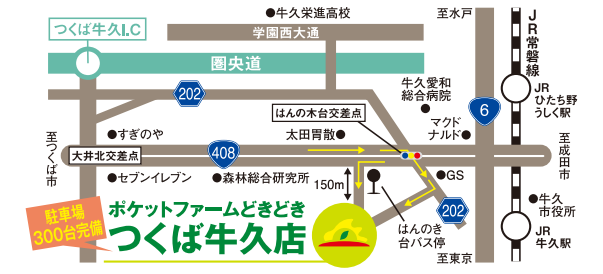 牛久栄進高校
至水戸
つくば牛久I.C
学園西大通
圏央道
JR常磐線
202
牛久愛和
総合病院
6
JR
ひたち野
うしく駅
はんの木台交差点
マクド
ナルド
すぎのや
太田胃散
至つくば市
大井北交差点
408
至成田市
セブンイレブン
森林総合研究所
150m
GS
202
牛久
市役所
駐車場
300台完備
ポケットファームどきどき
つくば牛久店
はんのき
台バス停
JR
牛久駅
至東京